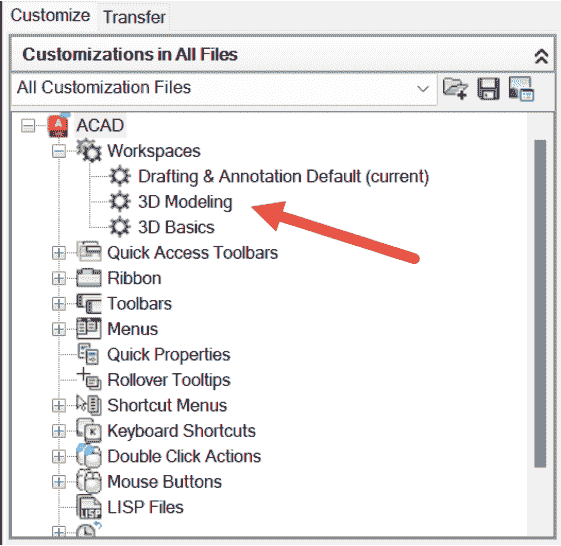 Customize Transfer
Customizations in All Files
All Customization Files
ACAD
Workspaces
Drafting & Annotation Default (current)
3D Modeling
3D Basics
Quick Access Toolbars
Ribbon
Toolbars
Menus
Quick Properties
Rollover Tooltips
Shortcut Menus
Keyboard Shortcuts
Double Click Actions
Mouse Buttons
LISP Files